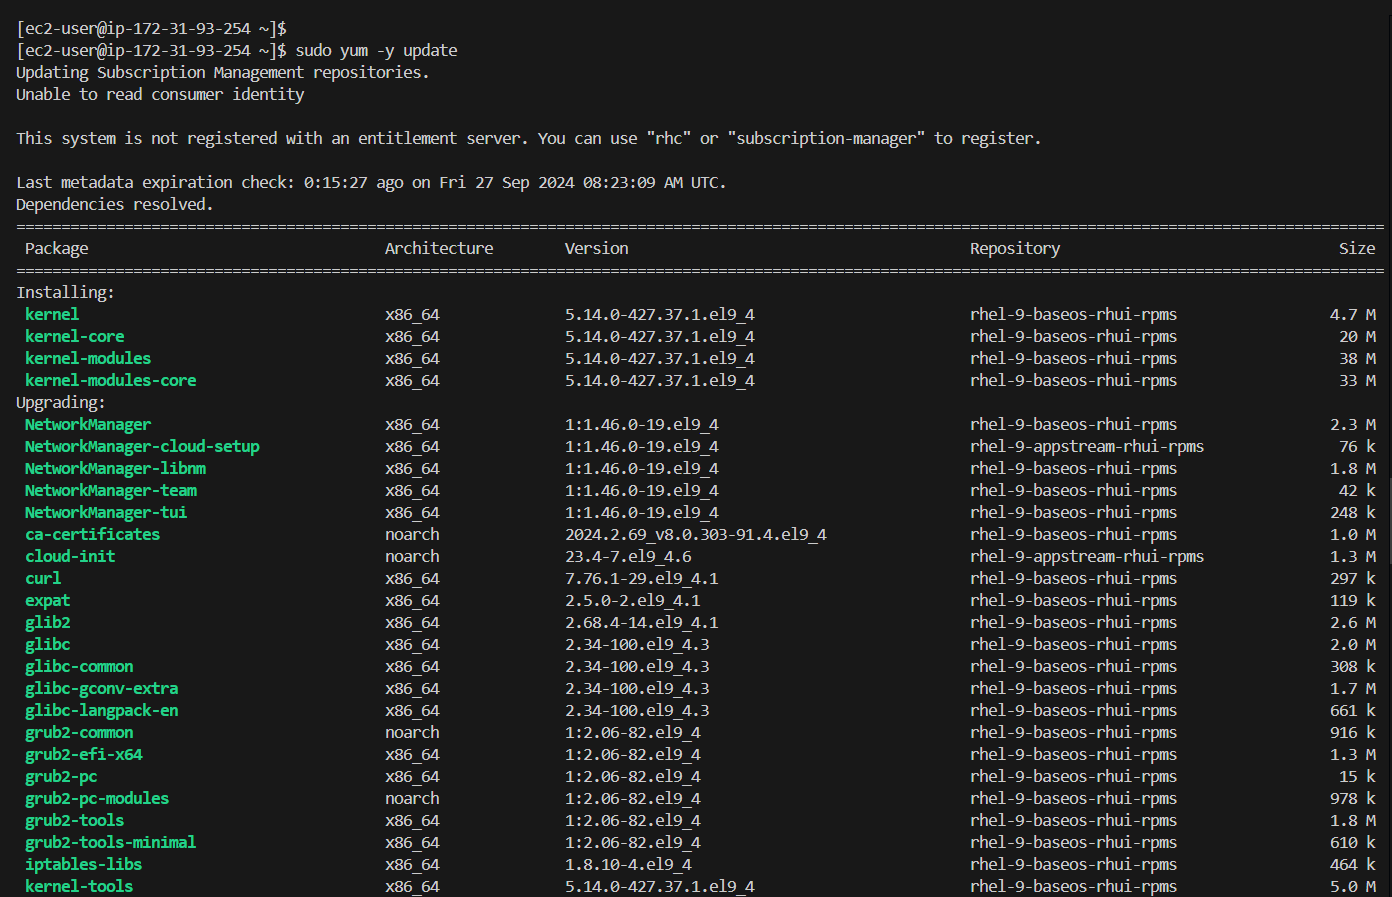 [ec2-user@ip-172-31-93-254 ~]$
[ec2-user@ip-172-31-93-254 ~]$ sudo yum -y update
Updating Subscription Management repositories.
Unable to read consumer identity
This system is not registered with an entitlement server. You can use "rhc" or "subscription-manager" to register.
Last metadata expiration check: 0:15:27 ago on Fri 27 Sep 2024 08:23:09 AM UTC.
Dependencies resolved.
================================================================================
Package Architecture Version Repository Size
================================================================================
Installing:
kernel x86_64 5.14.0-427.37.1.el9_4 rhel-9-baseos-rhui-rpms 4.7 M
kernel-core x86_64 5.14.0-427.37.1.el9_4 rhel-9-baseos-rhui-rpms 20 M
kernel-modules x86_64 5.14.0-427.37.1.el9_4 rhel-9-baseos-rhui-rpms 38 M
kernel-modules-core x86_64 5.14.0-427.37.1.el9_4 rhel-9-baseos-rhui-rpms 33 M
Upgrading:
NetworkManager x86_64 1:1.46.0-19.el9_4 rhel-9-baseos-rhui-rpms 2.3 M
NetworkManager-cloud-setup x86_64 1:1.46.0-19.el9_4 rhel-9-appstream-rhui-rpms 76 k
NetworkManager-libnm x86_64 1:1.46.0-19.el9_4 rhel-9-baseos-rhui-rpms 1.8 M
NetworkManager-team x86_64 1:1.46.0-19.el9_4 rhel-9-baseos-rhui-rpms 42 k
NetworkManager-tui x86_64 1:1.46.0-19.el9_4 rhel-9-baseos-rhui-rpms 248 k
ca-certificates noarch 2024.2.69_v8.0.303-91.4.el9_4 rhel-9-baseos-rhui-rpms 1.0 M
cloud-init noarch 23.4-7.el9_4.6 rhel-9-appstream-rhui-rpms 1.3 M
curl x86_64 7.76.1-29.el9_4.1 rhel-9-baseos-rhui-rpms 297 k
expat x86_64 2.5.0-2.el9_4.1 rhel-9-baseos-rhui-rpms 119 k
glib2 x86_64 2.68.4-14.el9_4.1 rhel-9-baseos-rhui-rpms 2.6 M
glibc x86_64 2.34-100.el9_4.3 rhel-9-baseos-rhui-rpms 2.0 M
glibc-common x86_64 2.34-100.el9_4.3 rhel-9-baseos-rhui-rpms 308 k
glibc-gconv-extra x86_64 2.34-100.el9_4.3 rhel-9-baseos-rhui-rpms 1.7 M
glibc-langpack-en x86_64 2.34-100.el9_4.3 rhel-9-baseos-rhui-rpms 661 k
grub2-common noarch 1:2.06-82.el9_4 rhel-9-baseos-rhui-rpms 916 k
grub2-efi-x64 x86_64 1:2.06-82.el9_4 rhel-9-baseos-rhui-rpms 1.3 M
grub2-pc x86_64 1:2.06-82.el9_4 rhel-9-baseos-rhui-rpms 15 k
grub2-pc-modules noarch 1:2.06-82.el9_4 rhel-9-baseos-rhui-rpms 978 k
grub2-tools x86_64 1:2.06-82.el9_4 rhel-9-baseos-rhui-rpms 1.8 M
grub2-tools-minimal x86_64 1:2.06-82.el9_4 rhel-9-baseos-rhui-rpms 610 k
iptables-libs x86_64 1.8.10-4.el9_4 rhel-9-baseos-rhui-rpms 464 k
kernel-tools x86_64 5.14.0-427.37.1.el9_4 rhel-9-baseos-rhui-rpms 5.0 M